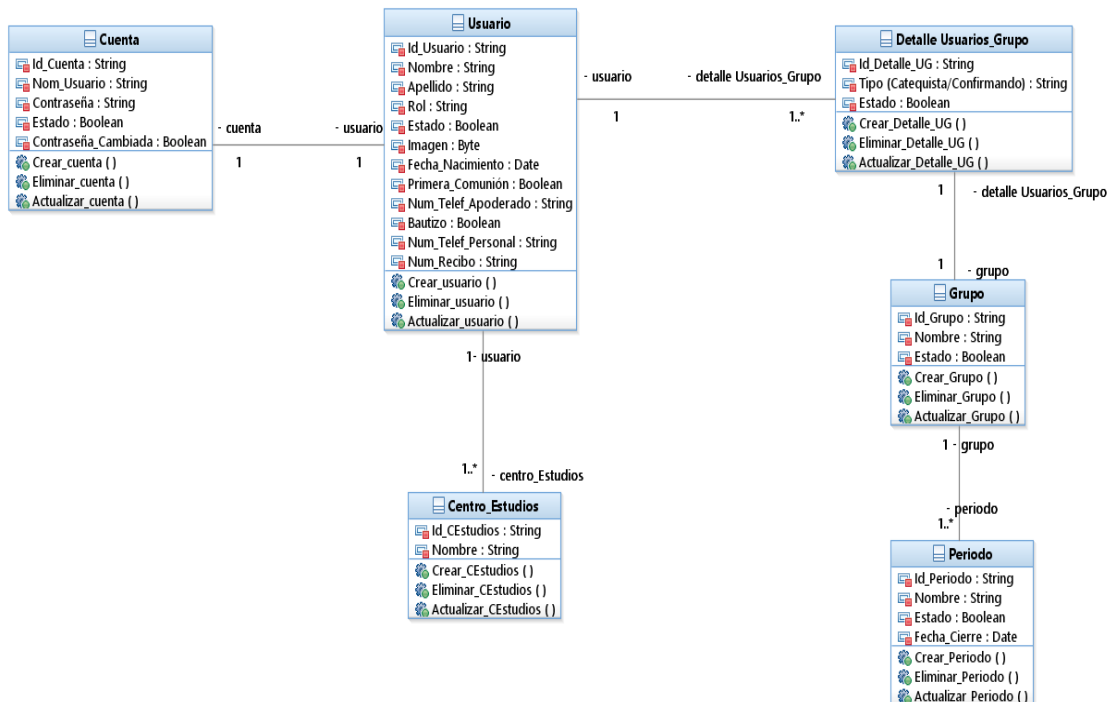 Cuenta
Id_Cuenta : String
Nom_Usuario : String
Contraseña : String
Estado : Boolean
Contraseña_Cambiada : Boolean
Crear_cuenta ( )
Eliminar_cuenta ( )
Actualizar_cuenta ( )
- cuenta
1
- usuario
1
Usuario
Id_Usuario : String
Nombre : String
Apellido : String
Rol : String
Estado : Boolean
Imagen : Byte
Fecha_Nacimiento : Date
Primera_Comunión : Boolean
Num_Telef_Apoderado : String
Bautizo : Boolean
Num_Telef_Personal : String
Num_Recibo : String
Crear_usuario ( )
Eliminar_usuario ( )
Actualizar_usuario ( )
- usuario
1
- detalle Usuarios_Grupo
1..*
Detalle Usuarios_Grupo
Id_Detalle_UG : String
Tipo (Catequista/Confirmando) : String
Estado : Boolean
Crear_Detalle_UG ( )
Eliminar_Detalle_UG ( )
Actualizar_Detalle_UG ( )
1
- detalle Usuarios_Grupo
1
- grupo
Grupo
Id_Grupo : String
Nombre : String
Estado : Boolean
Crear_Grupo ( )
Eliminar_Grupo ( )
Actualizar_Grupo ( )
1 - grupo
- periodo
1..*
Periodo
Id_Periodo : String
Nombre : String
Estado : Boolean
Fecha_Cierre : Date
Crear_Periodo ( )
Eliminar_Periodo ( )
Actualizar_Periodo ( )
1 - usuario
1..*
- centro_Estudios
Centro_Estudios
Id_CEstudios : String
Nombre : String
Crear_CEstudios ( )
Eliminar_CEstudios ( )
Actualizar_CEstudios ( )